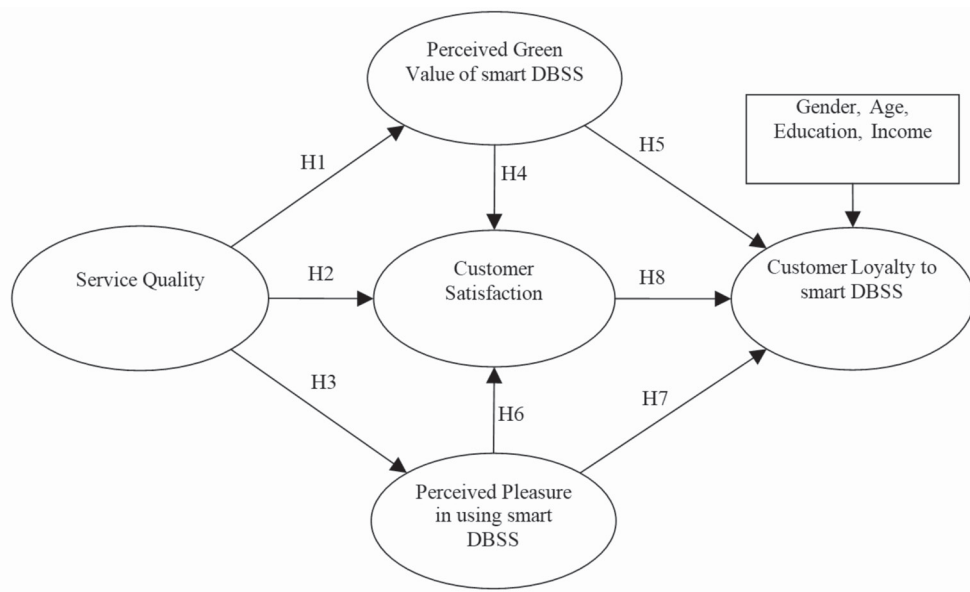 Perceived Green
Value of smart DBSS
Gender, Age,
Education, Income
H1
H4
H5
Service Quality
H2
Customer
Satisfaction
H8
Customer Loyalty to
smart DBSS
H3
H6
H7
Perceived Pleasure
in using smart
DBSS